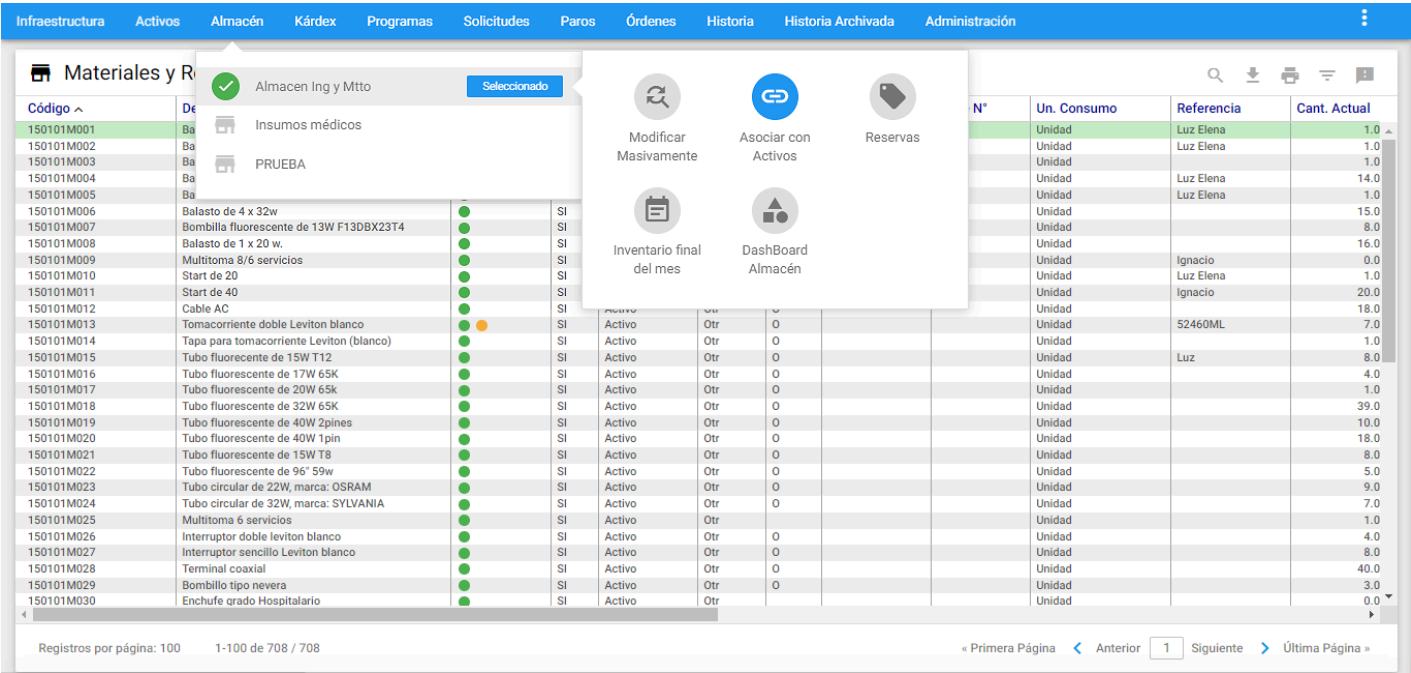 Infraestructura Activos Almacén Kárdex Programas Solicitudes Paros Órdenes Historia Historia Archivada Administración
Materiales y R
Almacen Ing y Mtto Seleccionado
Insumos médicos
PRUEBA
Modificar Masivamente
Asociar con Activos
Reservas
Inventario final del mes
DashBoard Almacén
Código De N° Un. Consumo Referencia Cant. Actual
150101M001 Ba Unidad Luz Elena 1.0
150101M002 Ba Unidad Luz Elena 1.0
150101M003 Ba Unidad 1.0
150101M004 Ba Unidad Luz Elena 14.0
150101M005 Ba Unidad Luz Elena 1.0
150101M006 Balasto de 4 x 32w SI Unidad 15.0
150101M007 Bombilla fluorescente de 13W F13DBX23T4 SI Unidad 8.0
150101M008 Balasto de 1 x 20 w. SI Unidad 16.0
150101M009 Multitoma 8/6 servicios SI Unidad Ignacio 0.0
150101M010 Start de 20 SI Unidad Luz Elena 1.0
150101M011 Start de 40 SI Unidad Ignacio 20.0
150101M012 Cable AC SI Activo Otr O Unidad 18.0
150101M013 Tomacorriente doble Leviton blanco SI Activo Otr O Unidad 52460ML 7.0
150101M014 Tapa para tomacorriente Leviton (blanco) SI Activo Otr O Unidad 1.0
150101M015 Tubo fluorecente de 15W T12 SI Activo Otr O Unidad Luz 8.0
150101M016 Tubo fluorescente de 17W 65K SI Activo Otr O Unidad 4.0
150101M017 Tubo fluorescente de 20W 65k SI Activo Otr O Unidad 1.0
150101M018 Tubo fluorescente de 32W 65K SI Activo Otr O Unidad 39.0
150101M019 Tubo fluorescente de 40W 2pines SI Activo Otr O Unidad 10.0
150101M020 Tubo fluorescente de 40W 1pin SI Activo Otr O Unidad 18.0
150101M021 Tubo fluorescente de 15W T8 SI Activo Otr O Unidad 8.0
150101M022 Tubo fluorescente de 96" 59w SI Activo Otr O Unidad 5.0
150101M023 Tubo circular de 22W, marca: OSRAM SI Activo Otr O Unidad 9.0
150101M024 Tubo circular de 32W, marca: SYLVANIA SI Activo Otr O Unidad 7.0
150101M025 Multitoma 6 servicios SI Activo Otr Unidad 1.0
150101M026 Interruptor doble leviton blanco SI Activo Otr O Unidad 4.0
150101M027 Interruptor sencillo Leviton blanco SI Activo Otr O Unidad 8.0
150101M028 Terminal coaxial SI Activo Otr O Unidad 40.0
150101M029 Bombillo tipo nevera SI Activo Otr O Unidad 3.0
150101M030 Enchufe grado Hospitalario SI Activo Otr Unidad 0.0
Registros por página: 100 1-100 de 708 / 708 « Primera Página Anterior 1 Siguiente Última Página »